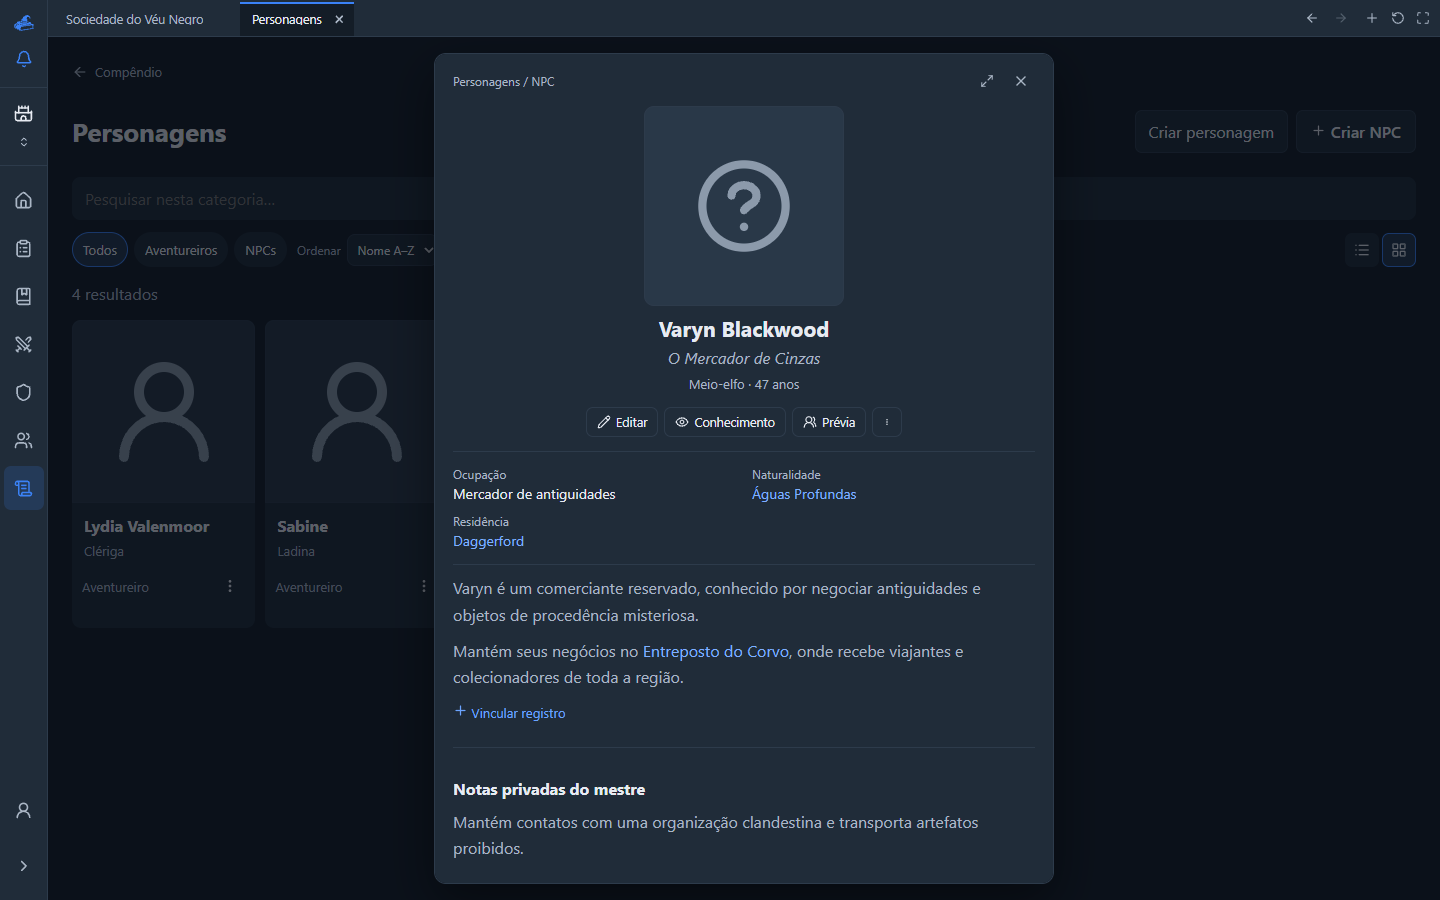 Sociedade do Véu Negro
Personagens
Compêndio
Personagens
Criar personagem
Criar NPC
Pesquisar nesta categoria...
Todos
Aventureiros
NPCs
Ordenar
Nome A–Z
4 resultados
Lydia Valenmoor
Clériga
Aventureiro
Sabine
Ladina
Aventureiro
Personagens / NPC
Varyn Blackwood
O Mercador de Cinzas
Meio-elfo · 47 anos
Editar
Conhecimento
Prévia
Ocupação
Mercador de antiguidades
Naturalidade
Águas Profundas
Residência
Daggerford
Varyn é um comerciante reservado, conhecido por negociar antiguidades e
objetos de procedência misteriosa.
Mantém seus negócios no Entreposto do Corvo, onde recebe viajantes e
colecionadores de toda a região.
+ Vincular registro
Notas privadas do mestre
Mantém contatos com uma organização clandestina e transporta artefatos
proibidos.